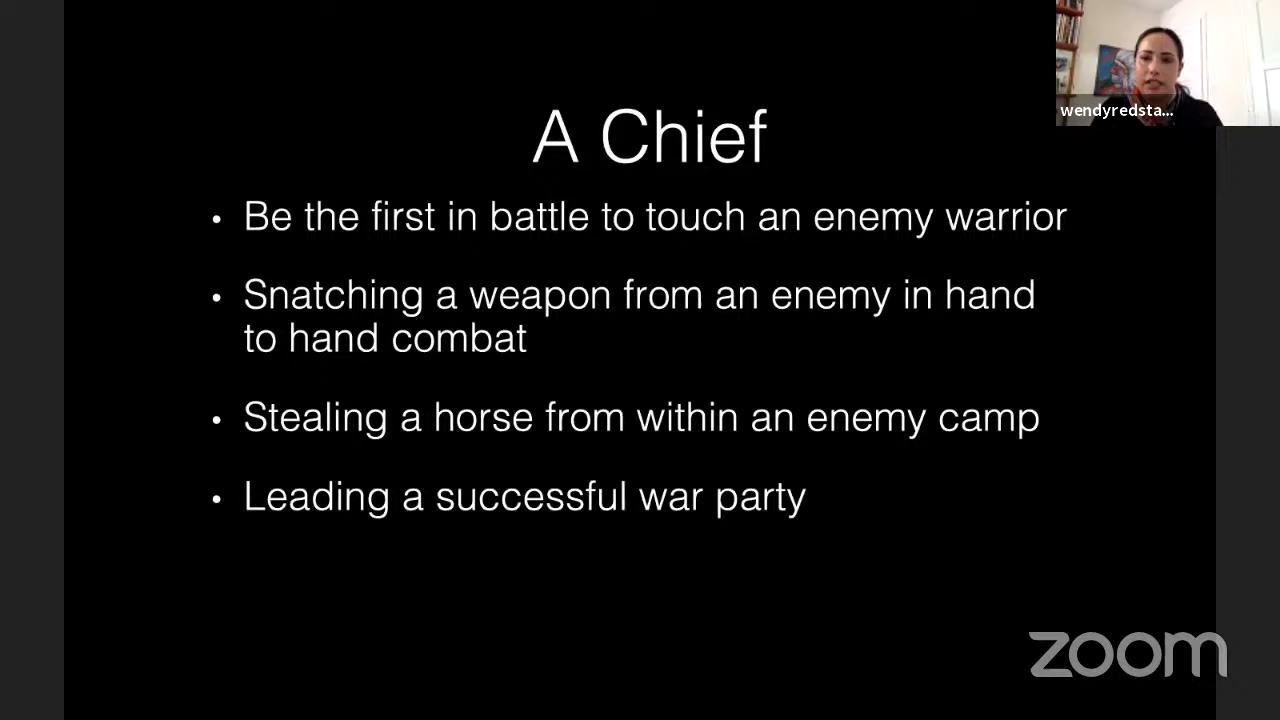 wendyredsta...
A Chief
• Be the first in battle to touch an enemy warrior
• Snatching a weapon from an enemy in hand
to hand combat
• Stealing a horse from within an enemy camp
• Leading a successful war party
zoom